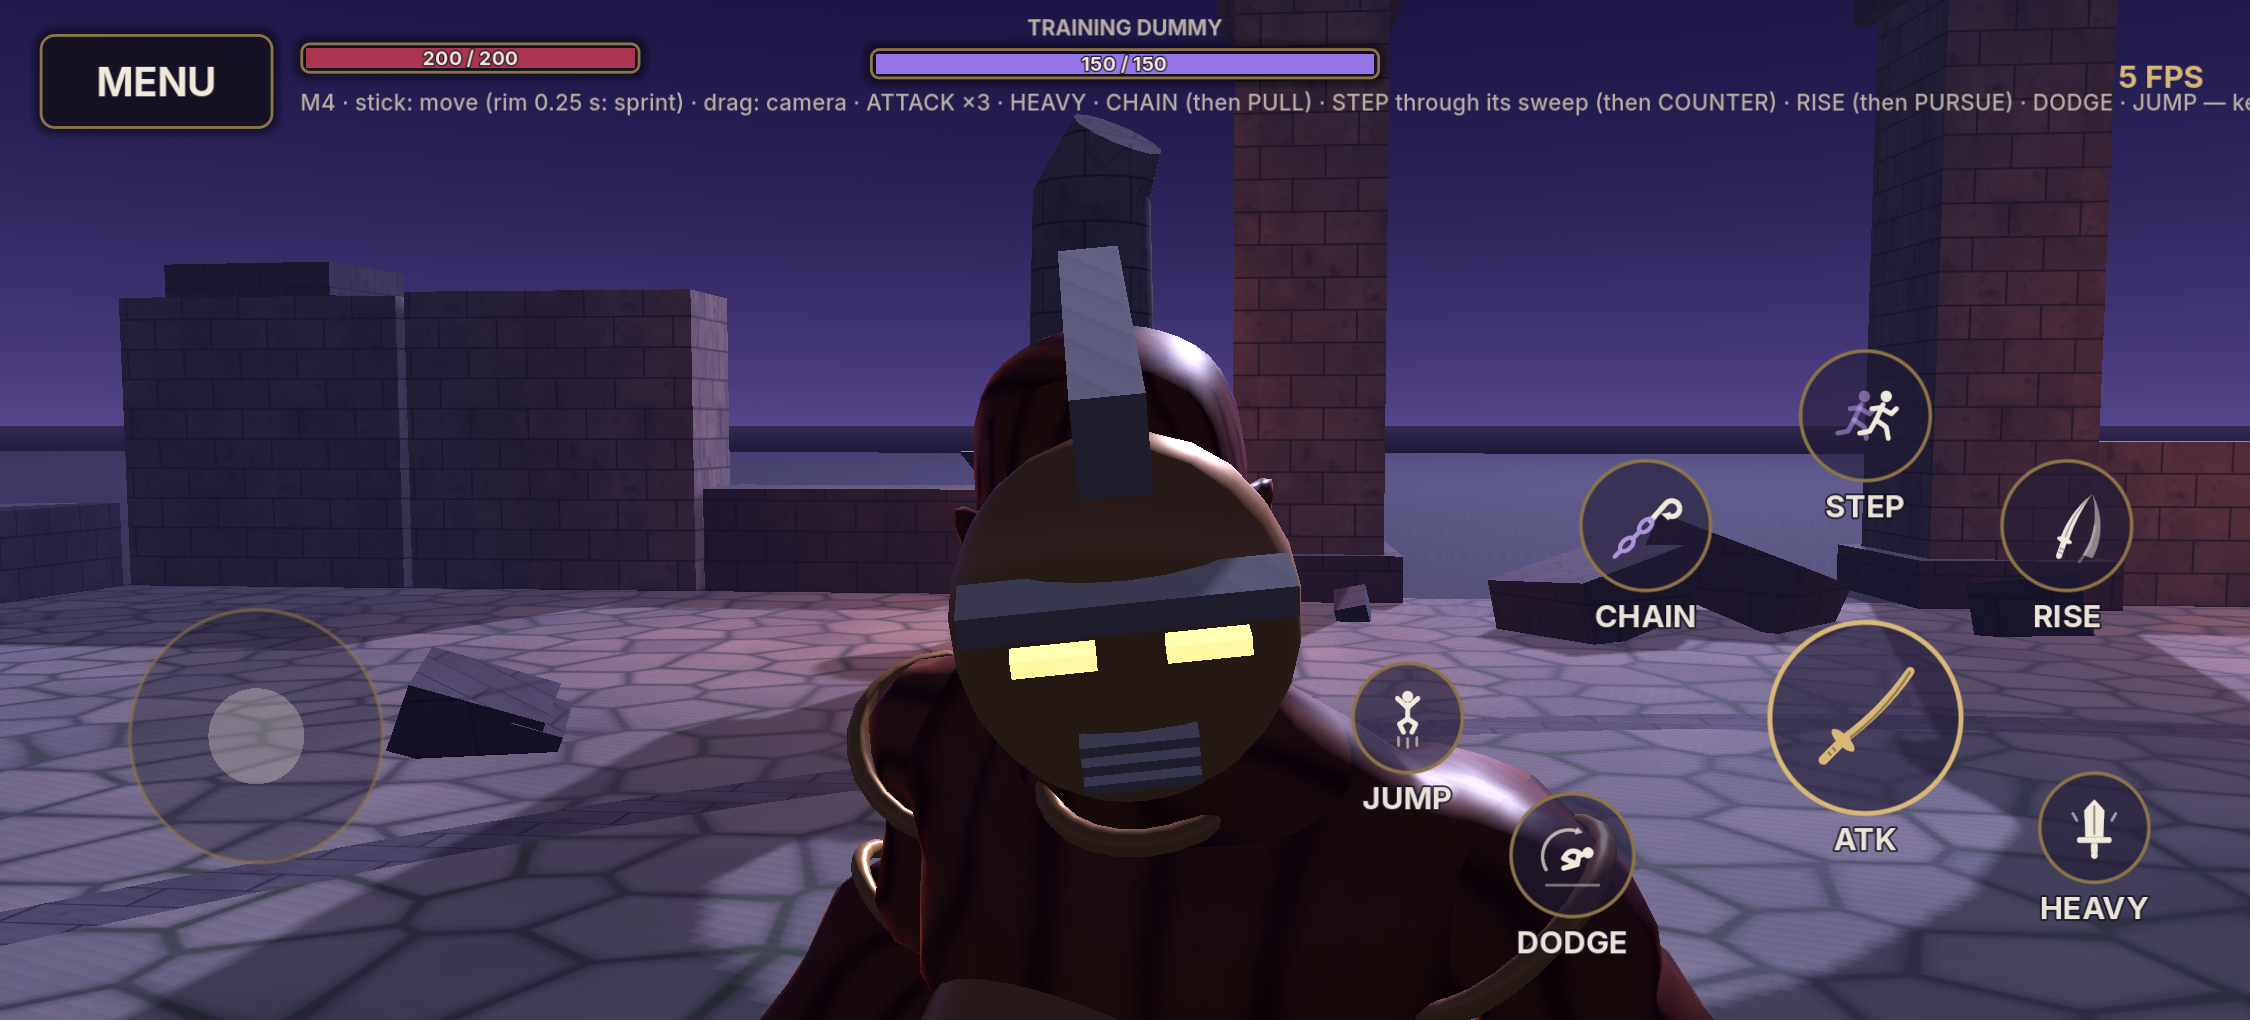 TRAINING DUMMY
MENU
200 / 200
150 / 150
5 FPS
M4 · stick: move (rim 0.25 s: sprint) · drag: camera · ATTACK ×3 · HEAVY · CHAIN (then PULL) · STEP through its sweep (then COUNTER) · RISE (then PURSUE) · DODGE · JUMP — ke
STEP
CHAIN
RISE
JUMP
ATK
HEAVY
DODGE